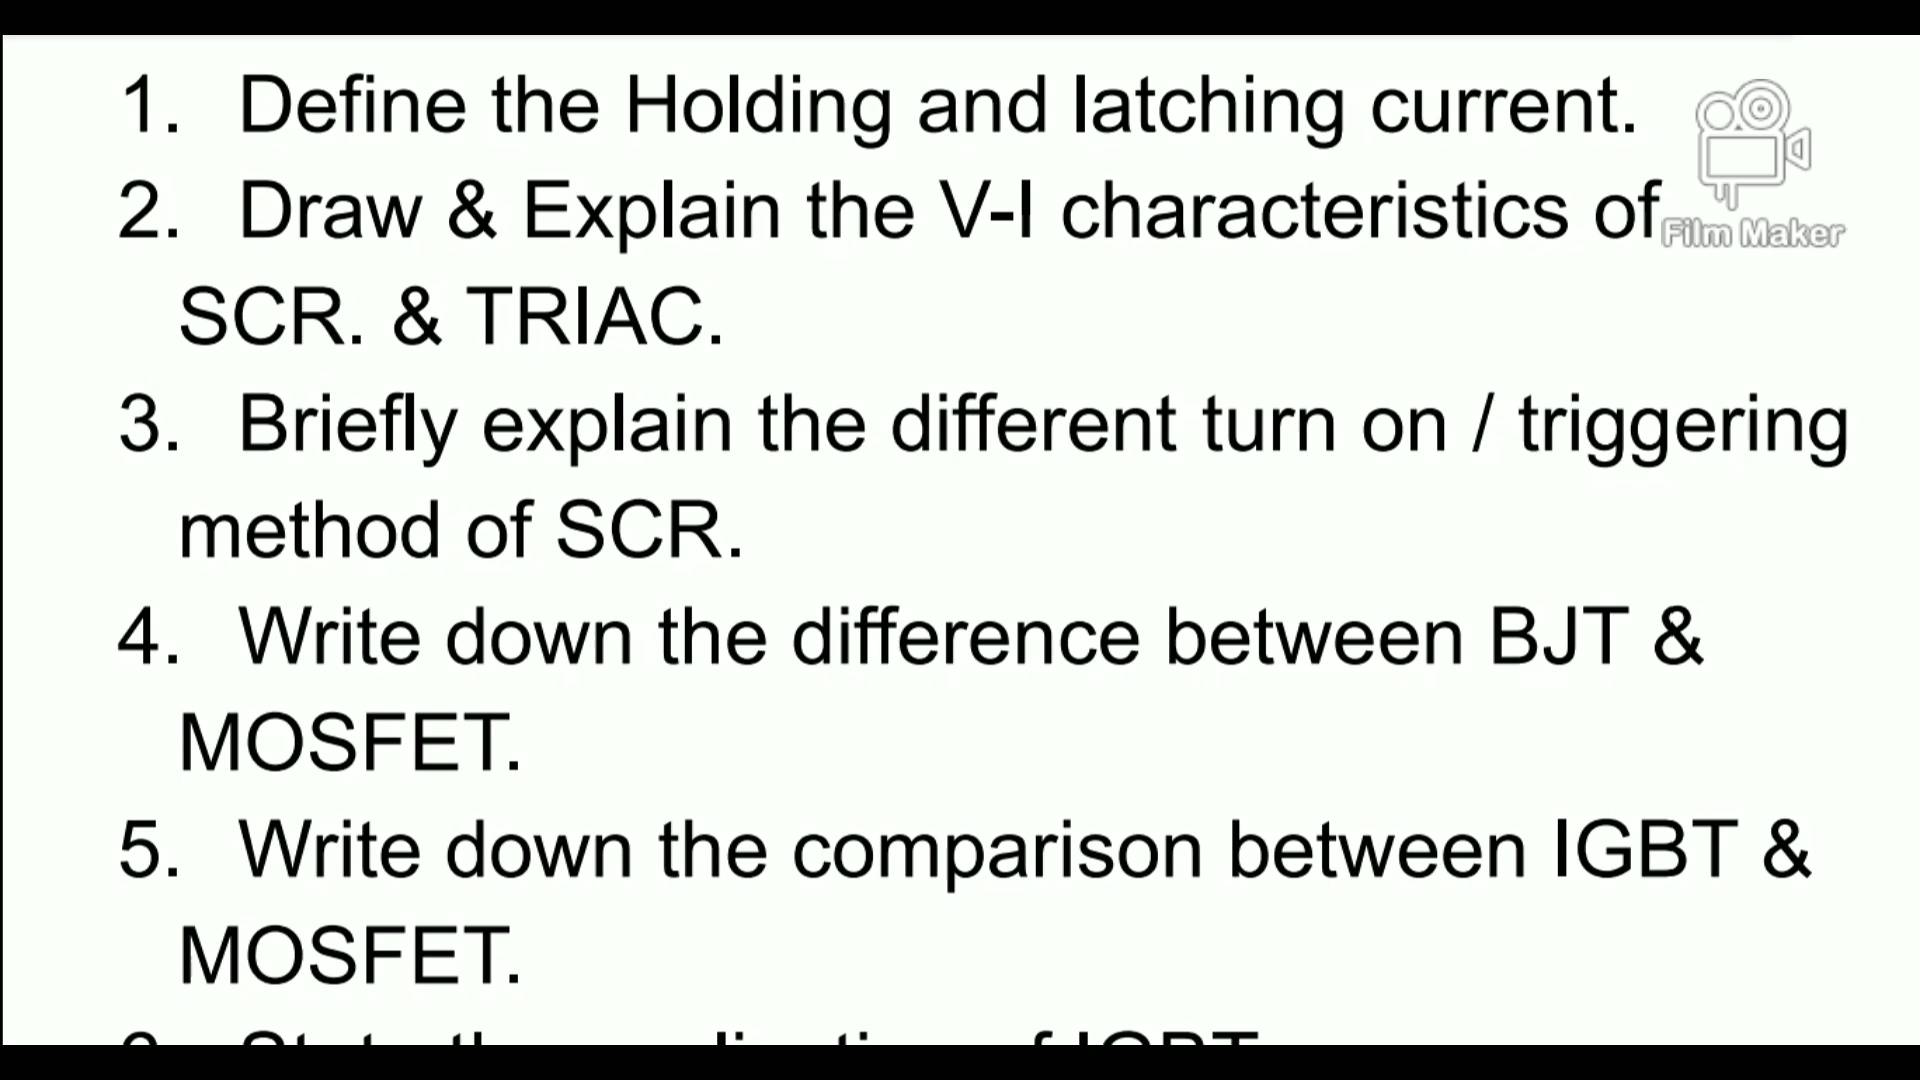 1. Define the Holding and latching current.
2. Draw & Explain the V-I characteristics of
SCR. & TRIAC.
3. Briefly explain the different turn on / triggering
method of SCR.
4. Write down the difference between BJT &
MOSFET.
5. Write down the comparison between IGBT &
MOSFET.
Film Maker